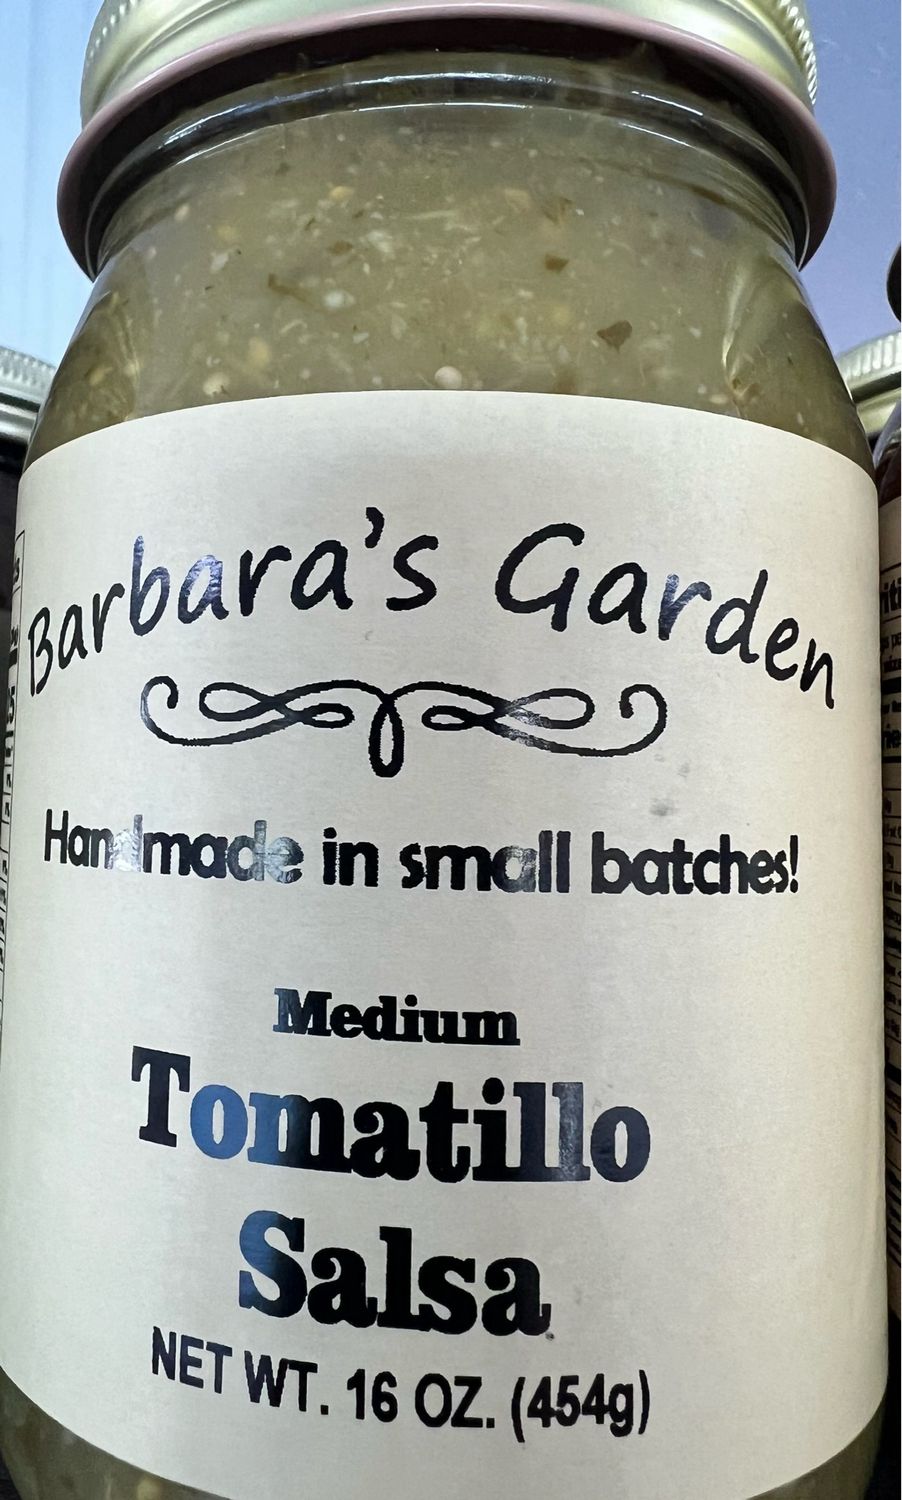 Barbara's Garden
Handmade in small batches!
Medium
Tomatillo
Salsa
NET WT. 16 OZ. (454g)